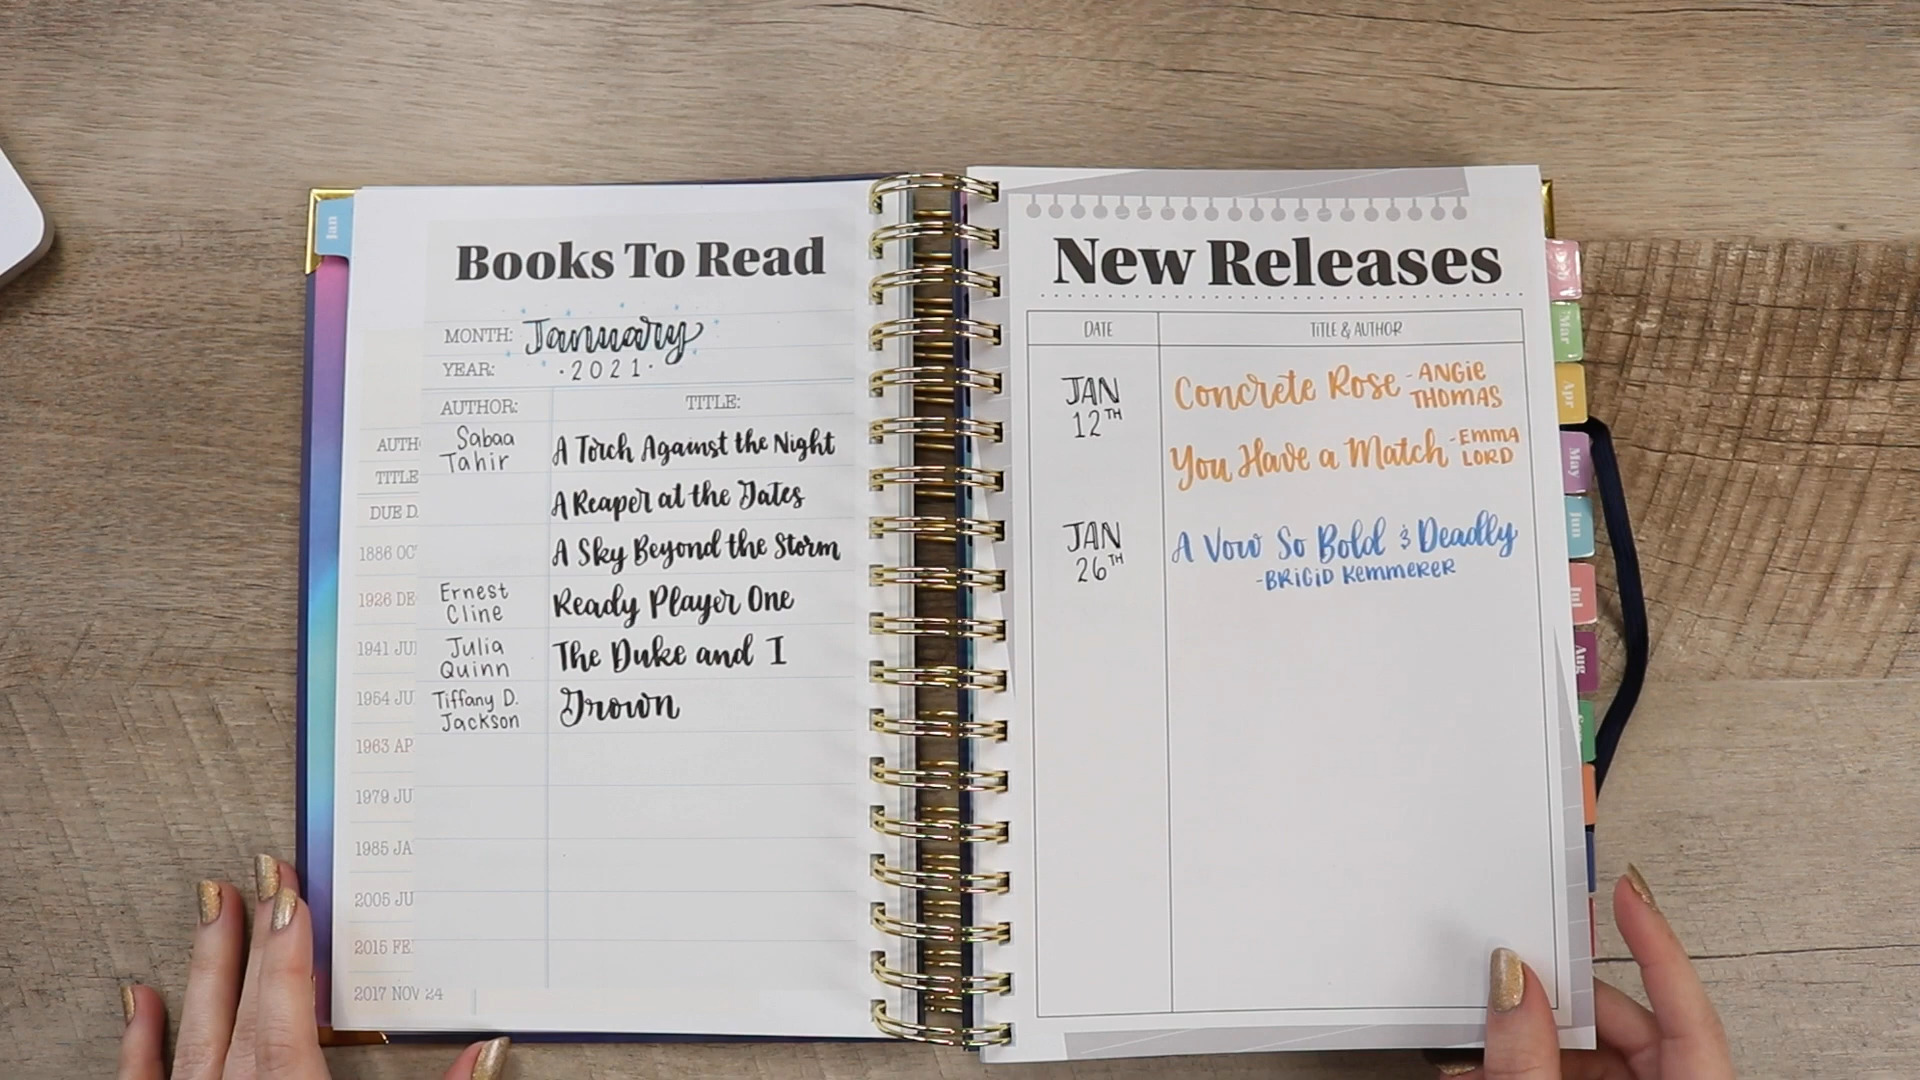 Jan
Books To Read
MONTH: January
YEAR: ·2021·
AUTHOR: TITLE:
Sabaa Tahir A Torch Against the Night
A Reaper at the Gates
A Sky Beyond the Storm
Ernest Cline Ready Player One
Julia Quinn The Duke and I
Tiffany D. Jackson Grown
AUTH
TITLE
DUE D
1886 OC
1926 DE
1941 JU
1954 JU
1963 AP
1979 JU
1985 JA
2005 JU
2015 FE
2017 NOV 24
New Releases
DATE TITLE & AUTHOR
JAN 12TH Concrete Rose - ANGIE THOMAS
You Have a Match - EMMA LORD
JAN 26TH A Vow So Bold & Deadly
- BRIGID KEMMERER
Mar
Apr
May
Jun
Jul
Aug